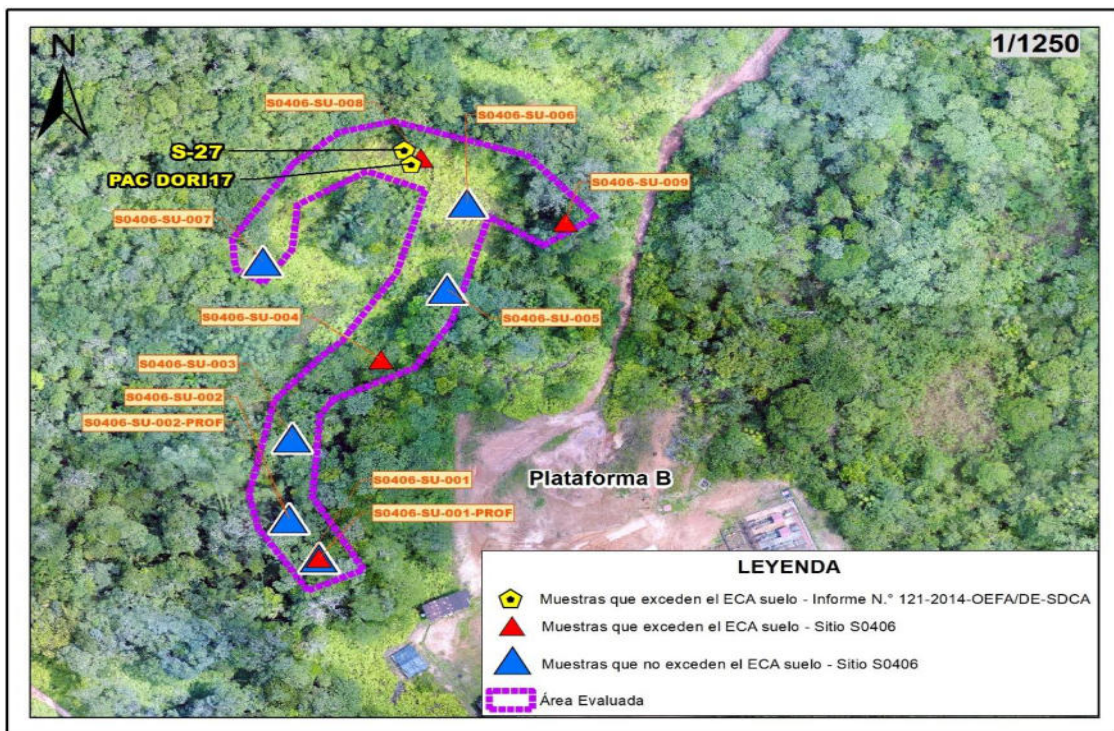 N
1/1250
S0406-SU-008
S0406-SU-006
S-27
PAC DORI17
S0406-SU-009
S0406-SU-007
S0406-SU-004
S0406-SU-005
S0406-SU-003
S0406-SU-002
S0406-SU-002-PROF
S0406-SU-001
S0406-SU-001-PROF
Plataforma B
LEYENDA
Muestras que exceden el ECA suelo - Informe N.° 121-2014-OEFA/DE-SDCA
Muestras que exceden el ECA suelo - Sitio S0406
Muestras que no exceden el ECA suelo - Sitio S0406
Área Evaluada